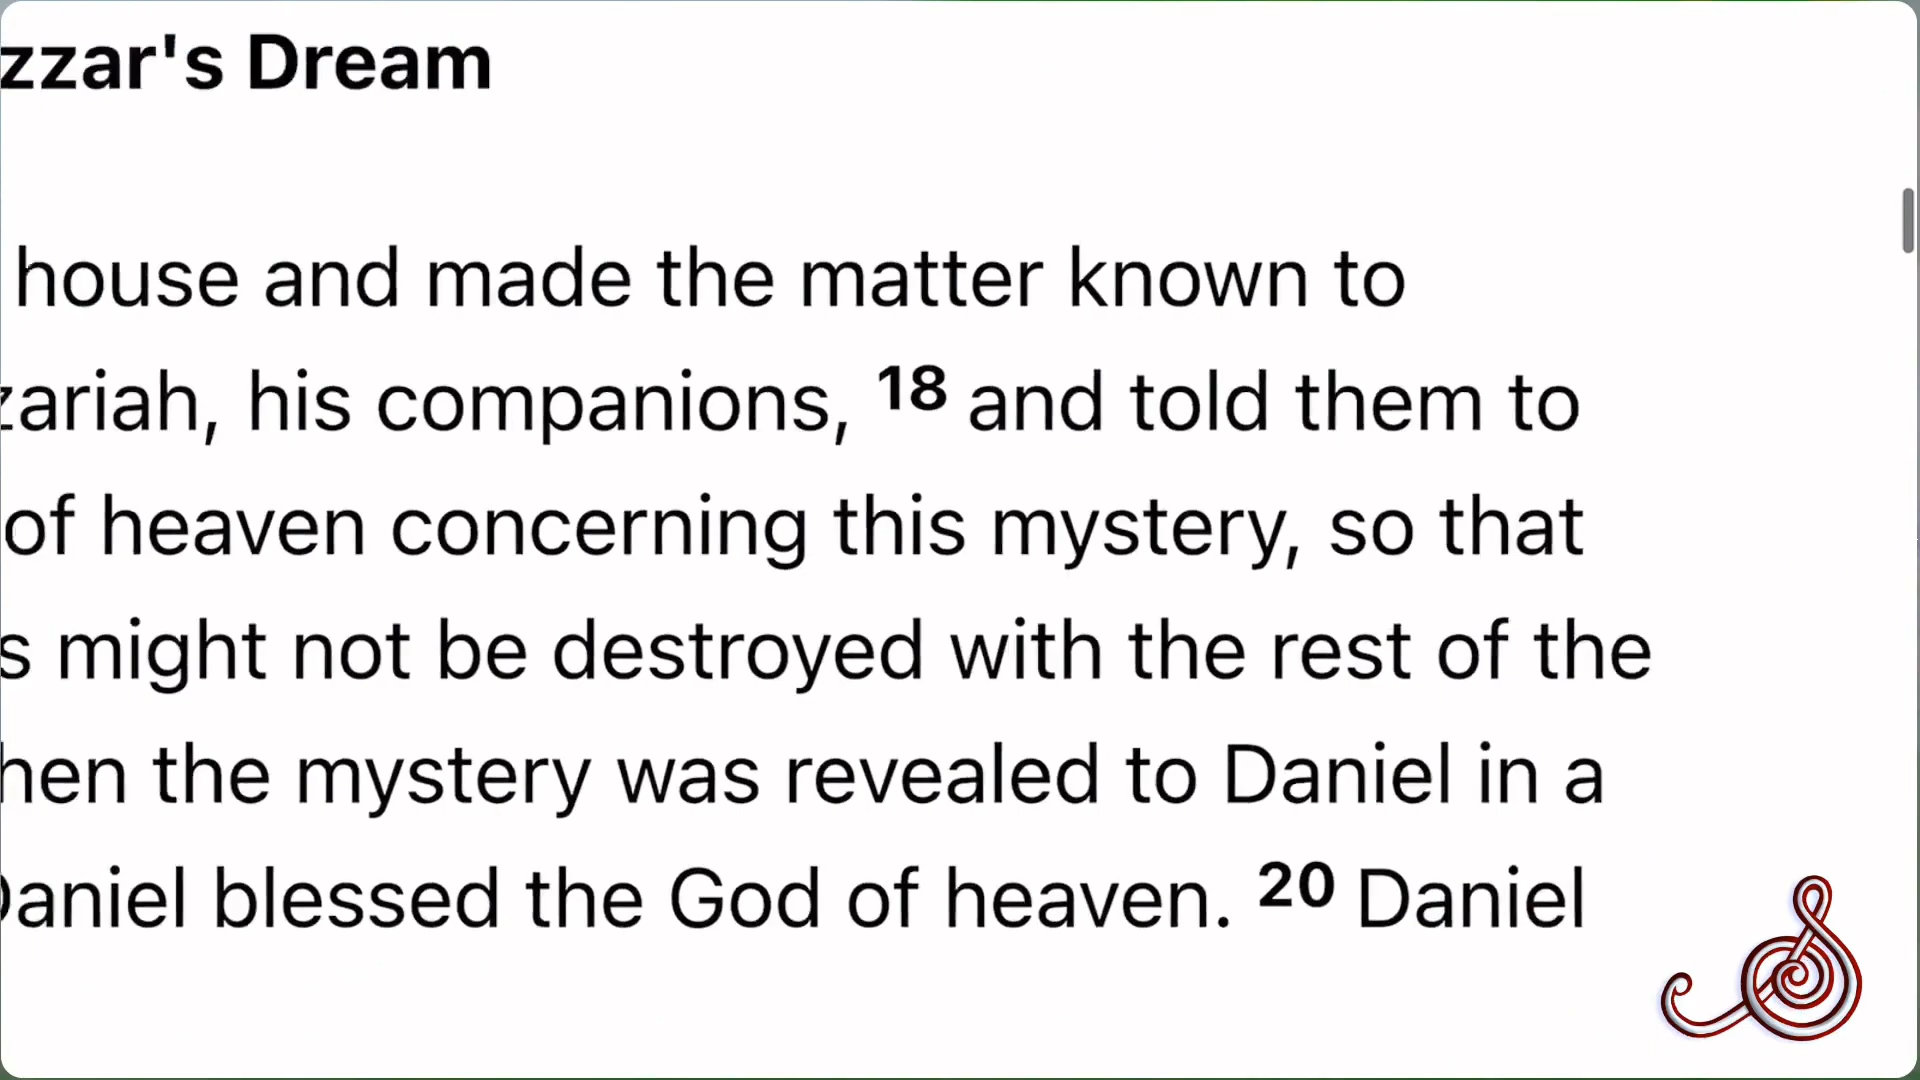 zzar's Dream
house and made the matter known to
zariah, his companions, 18 and told them to
of heaven concerning this mystery, so that
s might not be destroyed with the rest of the
hen the mystery was revealed to Daniel in a
Daniel blessed the God of heaven. 20 Daniel